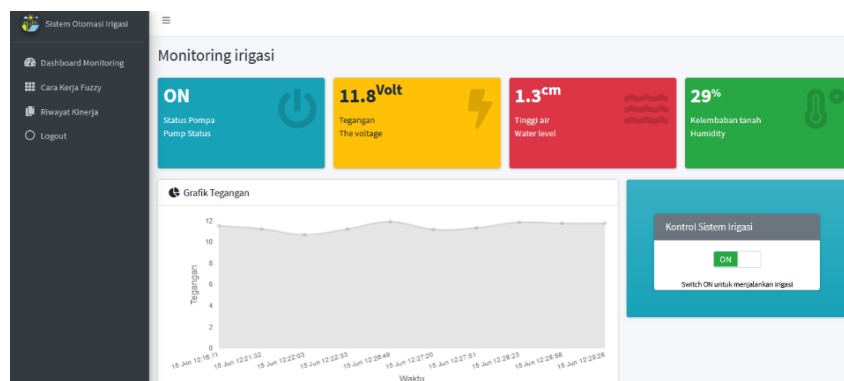 Sistem Otomasi Irigasi
Dashboard Monitoring
Cara Kerja Fuzzy
Riwayat Kinerja
Logout
Monitoring irigasi
ON
Status Pompa
Pump Status
11.8Volt
Tegangan
The voltage
1.3cm
Tinggi air
Water level
29%
Kelembaban tanah
Humidity
Grafik Tegangan
12
10
8
6
4
2
0
Tegangan
15 Jun 12:16:11
15 Jun 12:21:32
15 Jun 12:22:03
15 Jun 12:22:33
15 Jun 12:26:49
15 Jun 12:27:20
15 Jun 12:27:51
15 Jun 12:28:23
15 Jun 12:28:56
15 Jun 12:29:28
Waktu
Kontrol Sistem Irigasi
ON
Switch ON untuk menjalankan irigasi